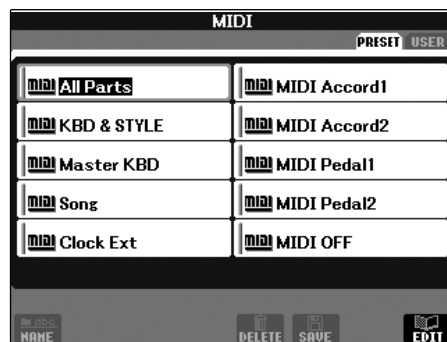 MIDI
PRESET USER
MIDI All Parts
MIDI KBD & STYLE
MIDI Master KBD
MIDI Song
MIDI Clock Ext
MIDI MIDI Accord1
MIDI MIDI Accord2
MIDI MIDI Pedal1
MIDI MIDI Pedal2
MIDI MIDI OFF
abc
NAME
DELETE SAVE EDIT